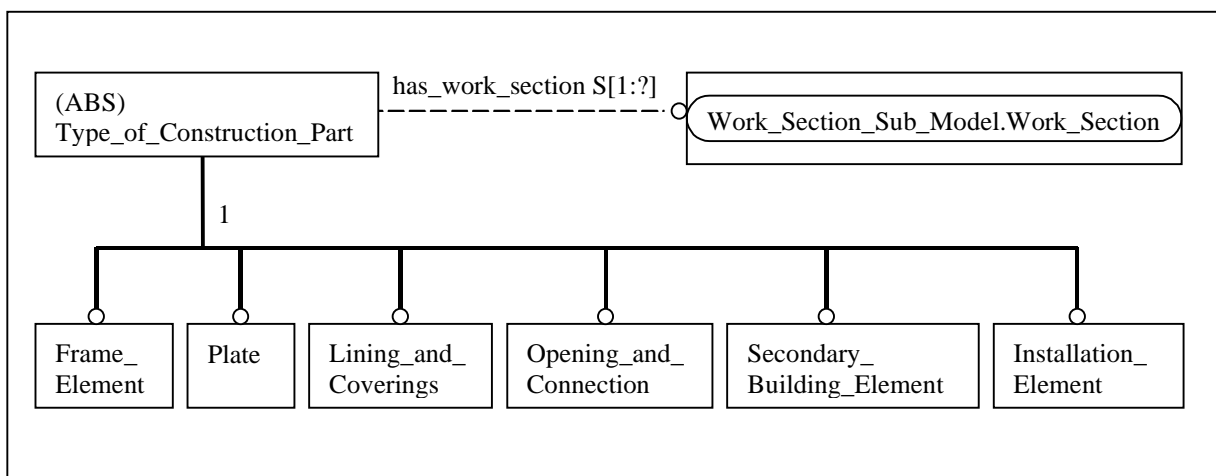 has_work_section S[1:?]
(ABS)
Type_of_Construction_Part
Work_Section_Sub_Model.Work_Section
1
Frame_
Element
Plate
Lining_and_
Coverings
Opening_and_
Connection
Secondary_
Building_Element
Installation_
Element